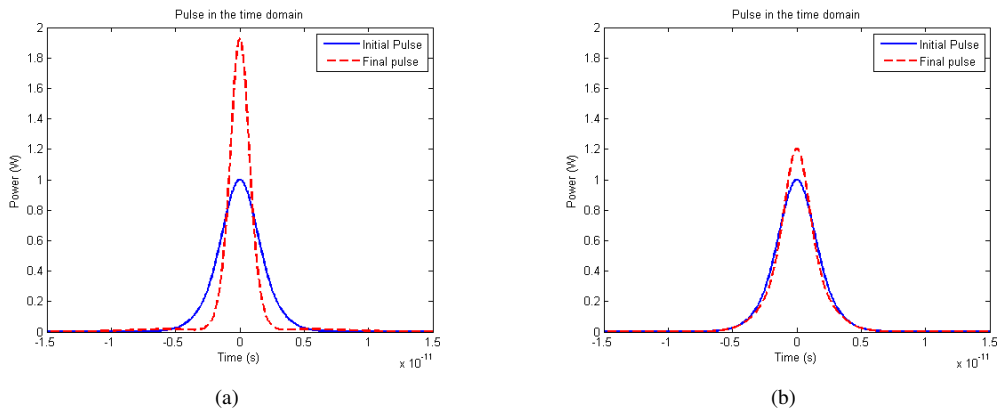 Pulse in the time domain
2
1.8
1.6
1.4
1.2
1
0.8
0.6
0.4
0.2
0
Power (W)
Initial Pulse
Final pulse
-1.5 -1 -0.5 0 0.5 1 1.5
Time (s)
x 10^-11
(a)
Pulse in the time domain
2
1.8
1.6
1.4
1.2
1
0.8
0.6
0.4
0.2
0
Power (W)
Initial Pulse
Final pulse
-1.5 -1 -0.5 0 0.5 1 1.5
Time (s)
x 10^-11
(b)